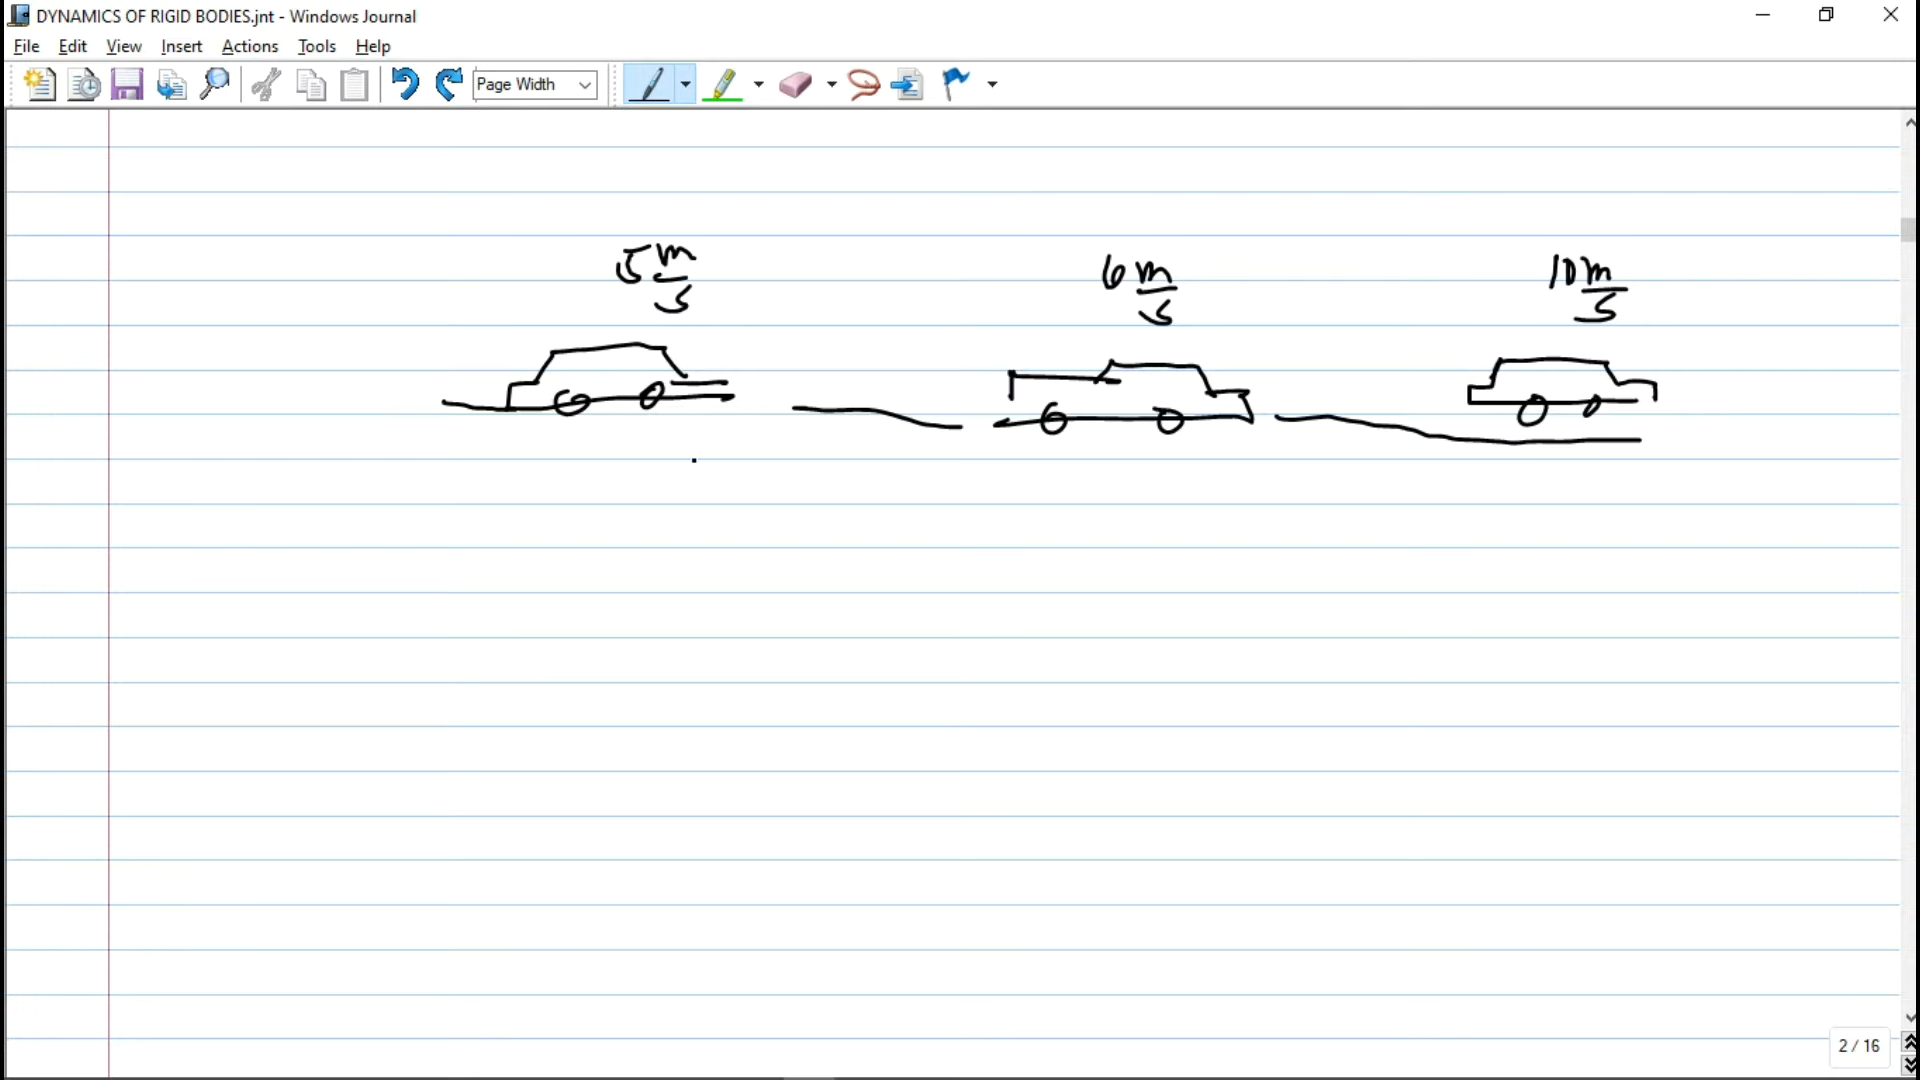 DYNAMICS OF RIGID BODIES.jnt - Windows Journal
File Edit View Insert Actions Tools Help
Page Width
5 m/s 6 m/s 10 m/s
2 / 16